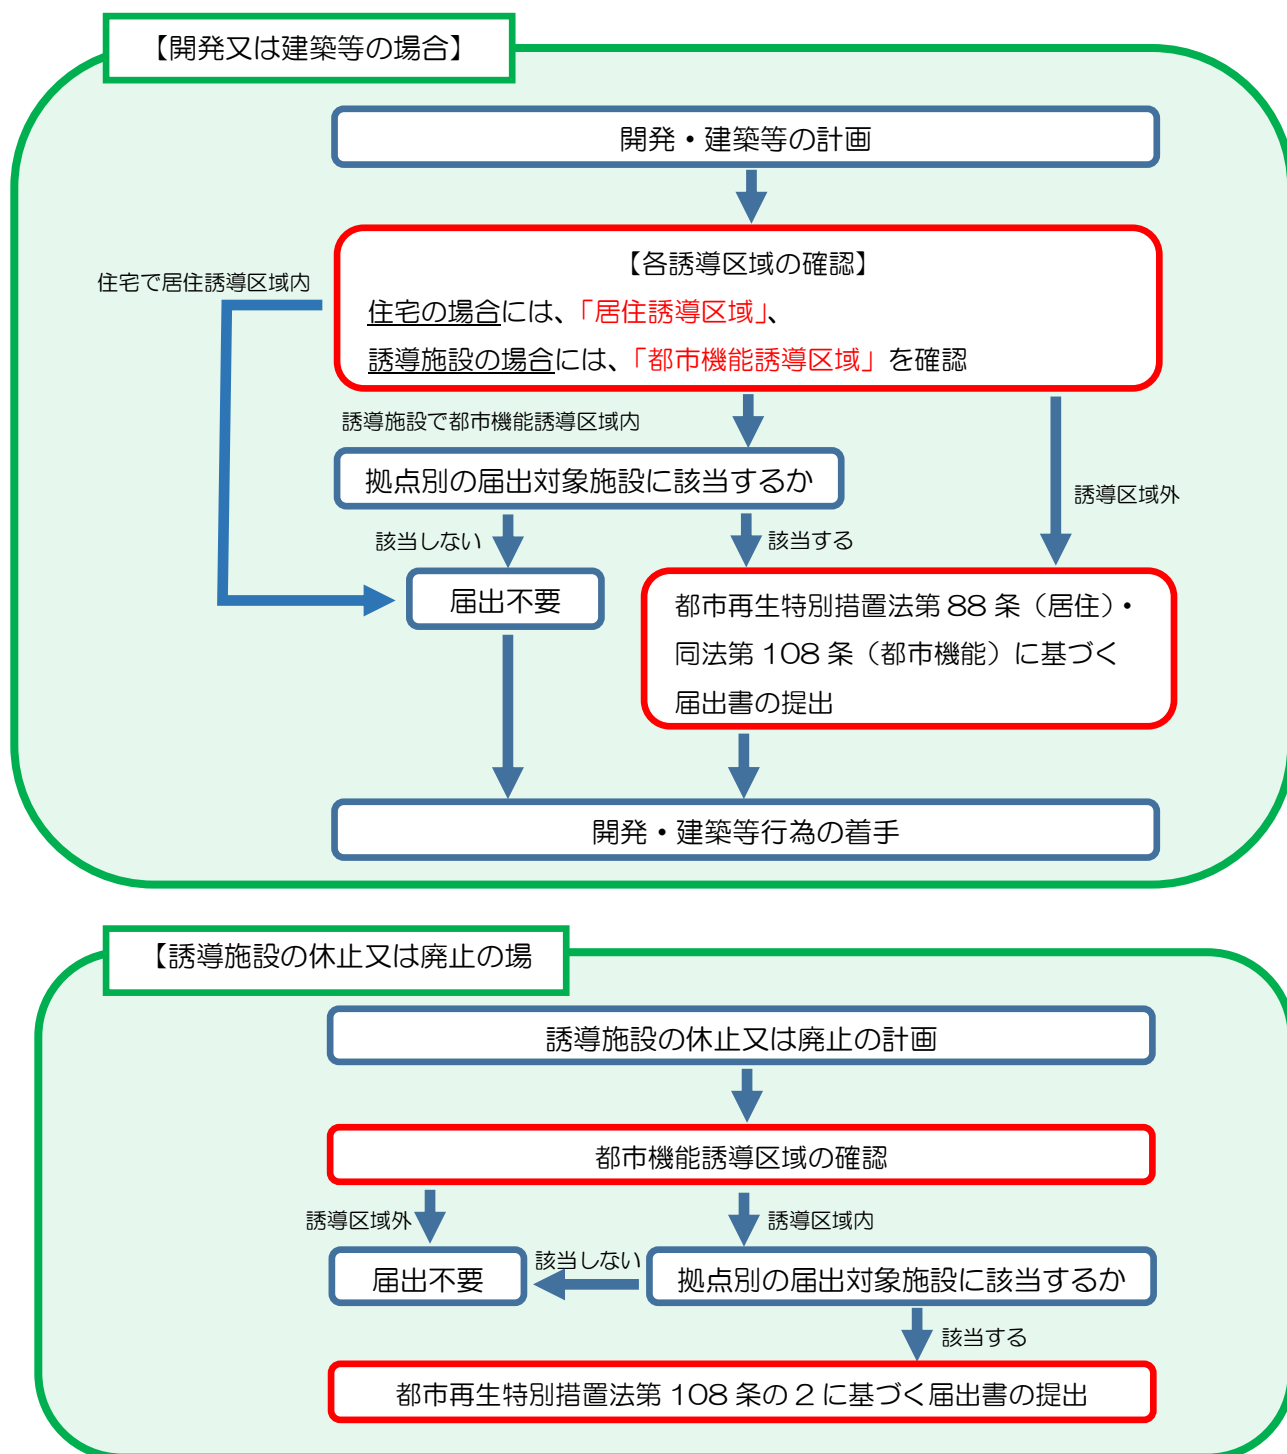 【開発又は建築等の場合】
開発・建築等の計画
住宅で居住誘導区域内
【各誘導区域の確認】
住宅の場合には、「居住誘導区域」、
誘導施設の場合には、「都市機能誘導区域」を確認
誘導施設で都市機能誘導区域内
拠点別の届出対象施設に該当するか
誘導区域外
該当しない
該当する
届出不要
都市再生特別措置法第 88 条（居住）・
同法第 108 条（都市機能）に基づく
届出書の提出
開発・建築等行為の着手
【誘導施設の休止又は廃止の場
誘導施設の休止又は廃止の計画
都市機能誘導区域の確認
誘導区域外
誘導区域内
該当しない
届出不要
拠点別の届出対象施設に該当するか
該当する
都市再生特別措置法第 108 条の 2 に基づく届出書の提出